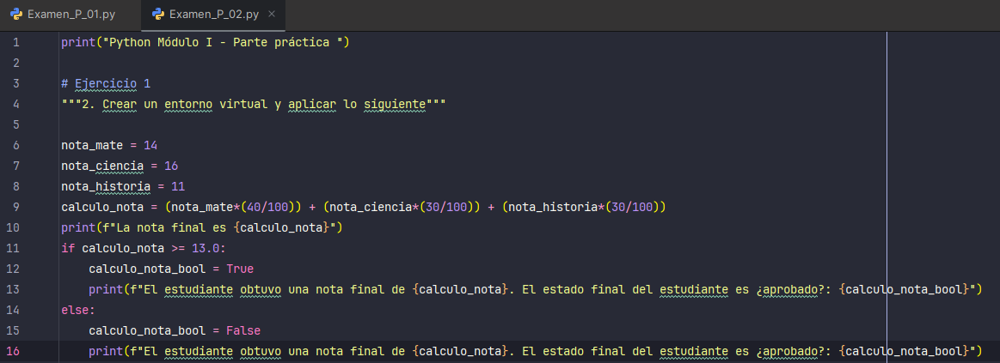 Examen_P_01.py Examen_P_02.py ×
1 print("Python Módulo I - Parte práctica ")
2
3 # Ejercicio 1
4 """2. Crear un entorno virtual y aplicar lo siguiente"""
5
6 nota_mate = 14
7 nota_ciencia = 16
8 nota_historia = 11
9 calculo_nota = (nota_mate*(40/100)) + (nota_ciencia*(30/100)) + (nota_historia*(30/100))
10 print(f"La nota final es {calculo_nota}")
11 if calculo_nota >= 13.0:
12     calculo_nota_bool = True
13     print(f"El estudiante obtuvo una nota final de {calculo_nota}. El estado final del estudiante es ¿aprobado?: {calculo_nota_bool}")
14 else:
15     calculo_nota_bool = False
16     print(f"El estudiante obtuvo una nota final de {calculo_nota}. El estado final del estudiante es ¿aprobado?: {calculo_nota_bool}")